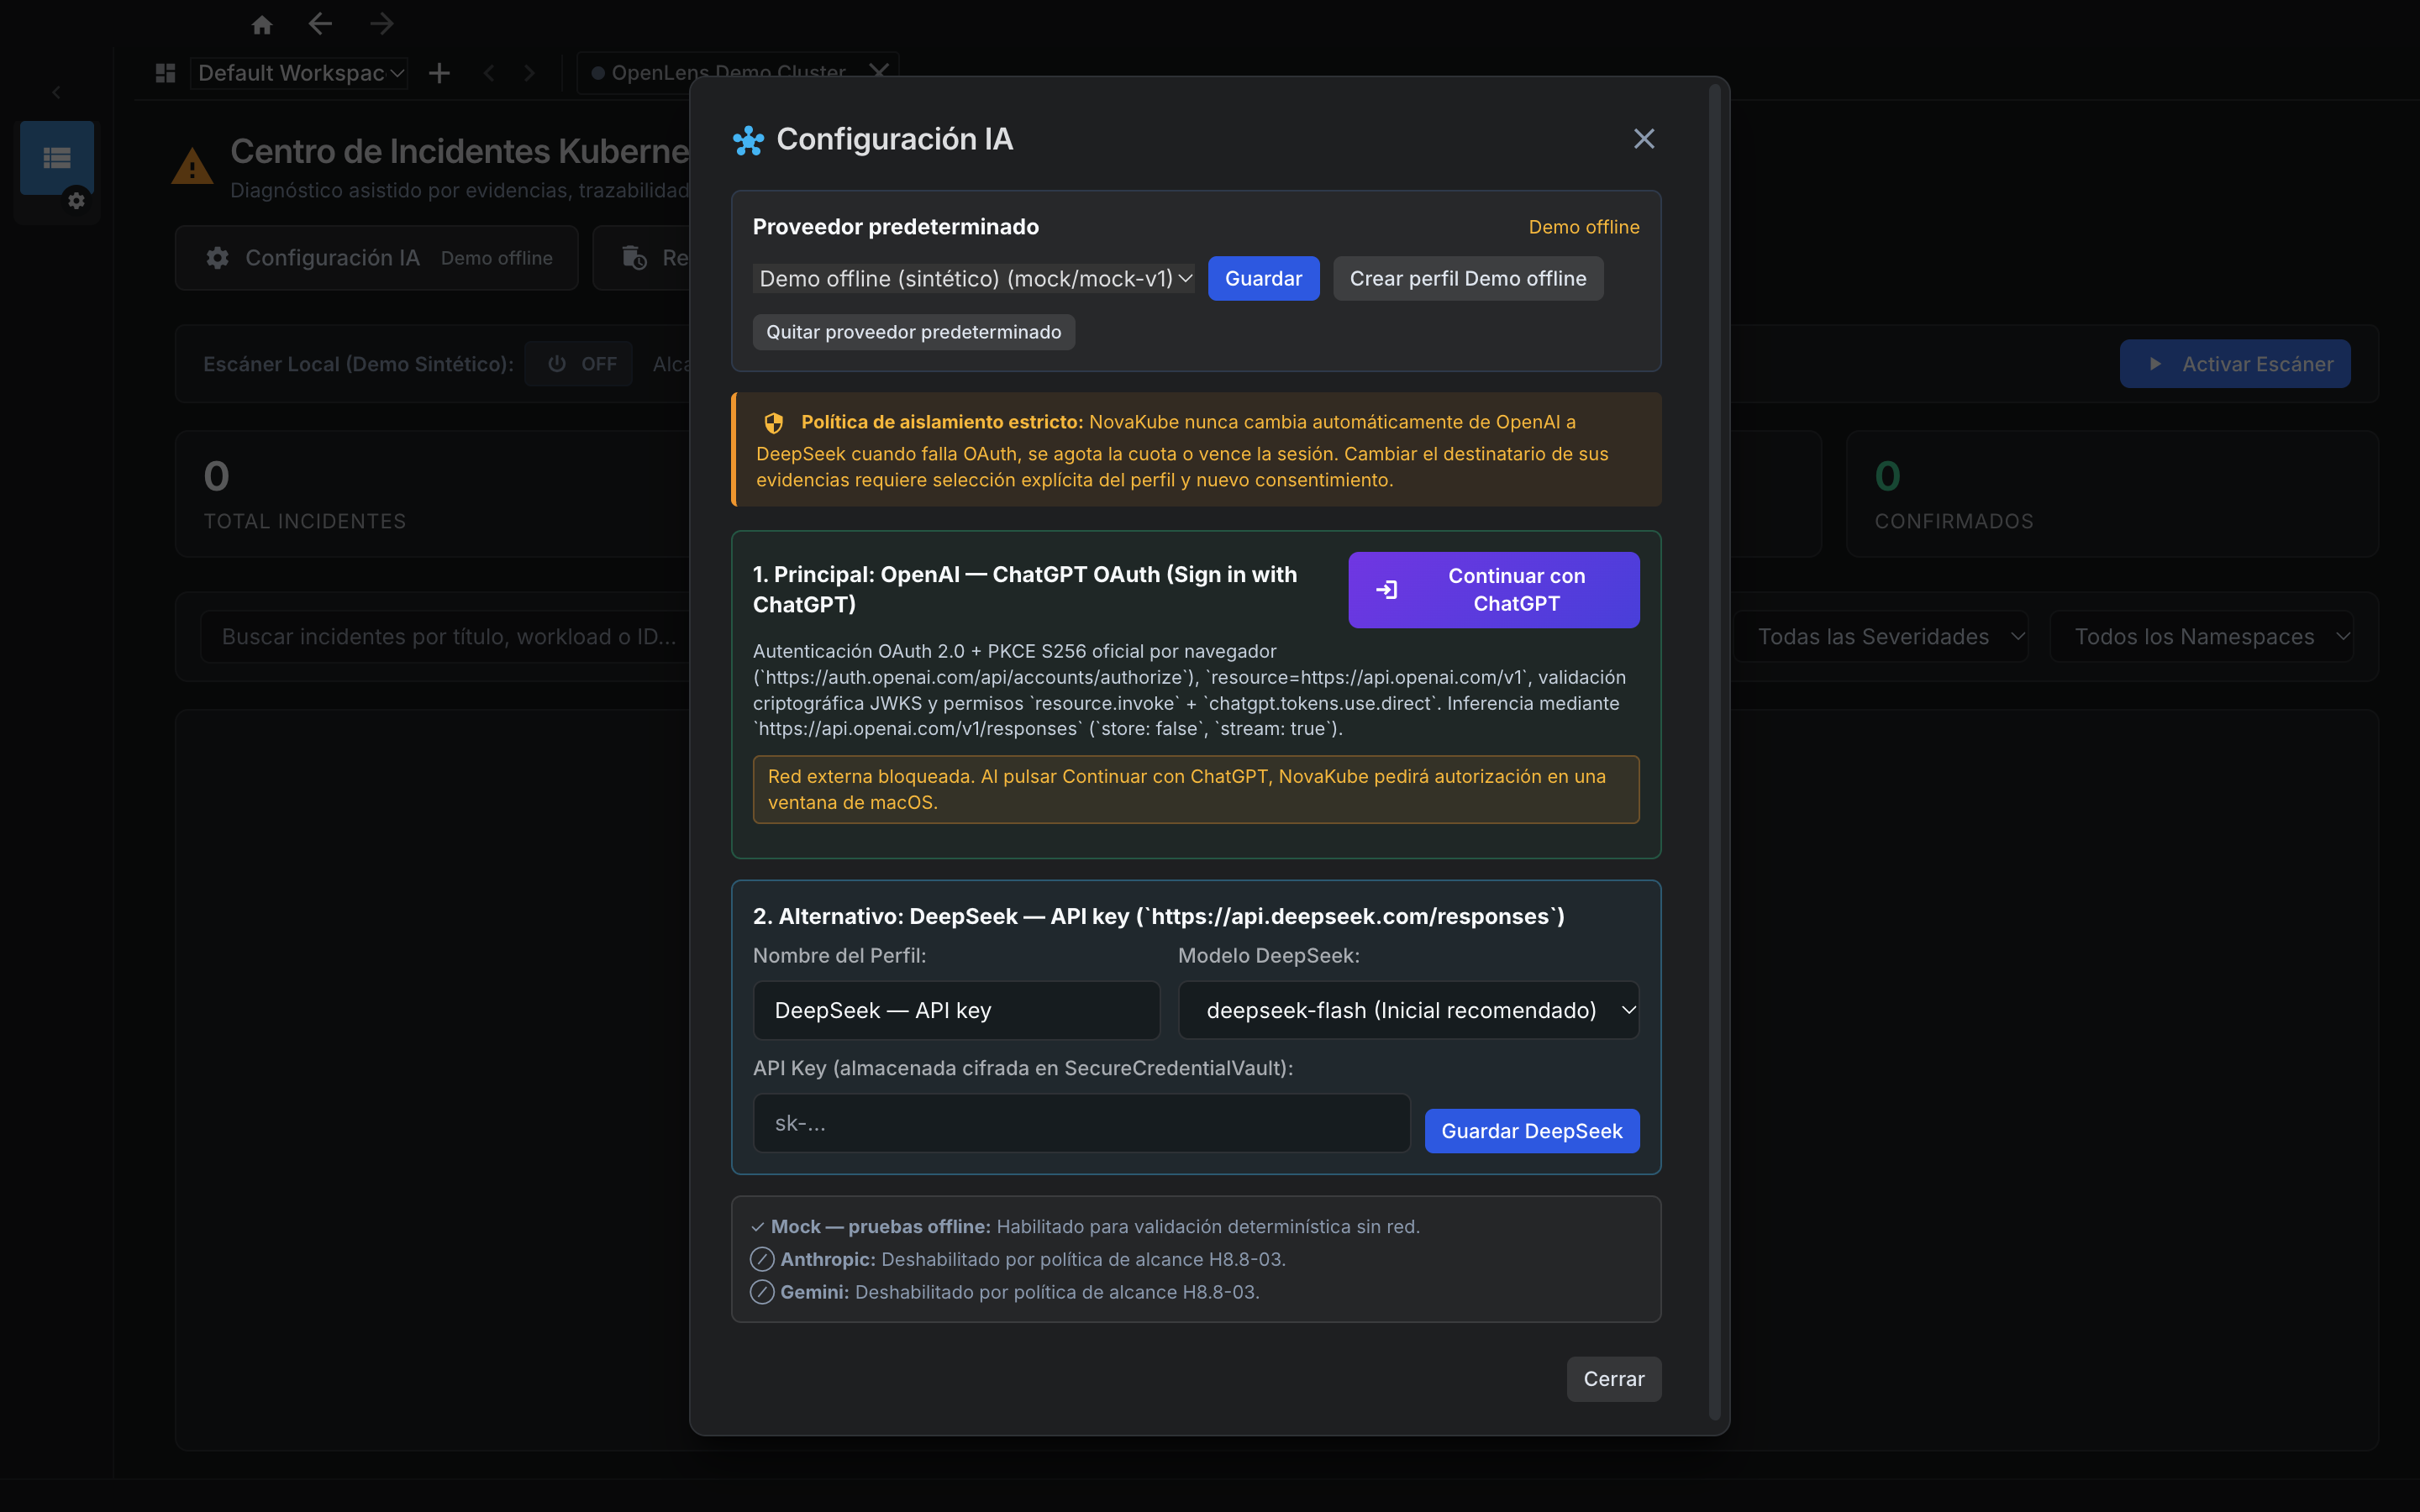 Default Workspac
OpenLens Demo Cluster
Centro de Incidentes Kuberne
Diagnóstico asistido por evidencias, trazabilidad
Configuración IA Demo offline
Re
Escáner Local (Demo Sintético): OFF Alca
Activar Escáner
0
TOTAL INCIDENTES
0
CONFIRMADOS
Buscar incidentes por título, workload o ID...
Todas las Severidades
Todos los Namespaces
Configuración IA
Proveedor predeterminado
Demo offline
Demo offline (sintético) (mock/mock-v1)
Guardar
Crear perfil Demo offline
Quitar proveedor predeterminado
Política de aislamiento estricto: NovaKube nunca cambia automáticamente de OpenAI a
DeepSeek cuando falla OAuth, se agota la cuota o vence la sesión. Cambiar el destinatario de sus
evidencias requiere selección explícita del perfil y nuevo consentimiento.
1. Principal: OpenAI — ChatGPT OAuth (Sign in with
ChatGPT)
Continuar con
ChatGPT
Autenticación OAuth 2.0 + PKCE S256 oficial por navegador
(`https://auth.openai.com/api/accounts/authorize`), `resource=https://api.openai.com/v1`, validación
criptográfica JWKS y permisos `resource.invoke` + `chatgpt.tokens.use.direct`. Inferencia mediante
`https://api.openai.com/v1/responses` (`store: false`, `stream: true`).
Red externa bloqueada. Al pulsar Continuar con ChatGPT, NovaKube pedirá autorización en una
ventana de macOS.
2. Alternativo: DeepSeek — API key (`https://api.deepseek.com/responses`)
Nombre del Perfil:
Modelo DeepSeek:
DeepSeek — API key
deepseek-flash (Inicial recomendado)
API Key (almacenada cifrada en SecureCredentialVault):
sk-...
Guardar DeepSeek
✓ Mock — pruebas offline: Habilitado para validación determinística sin red.
Anthropic: Deshabilitado por política de alcance H8.8-03.
Gemini: Deshabilitado por política de alcance H8.8-03.
Cerrar